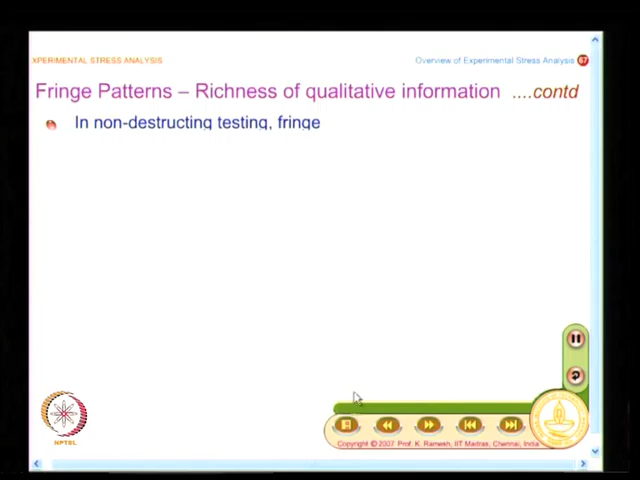 XPERIMENTAL STRESS ANALYSIS
Overview of Experimental Stress Analysis 67
Fringe Patterns – Richness of qualitative information ....contd
In non-destructing testing, fringe
NPTEL
Copyright © 2007 Prof. K. Ramesh, IIT Madras, Chennai, India